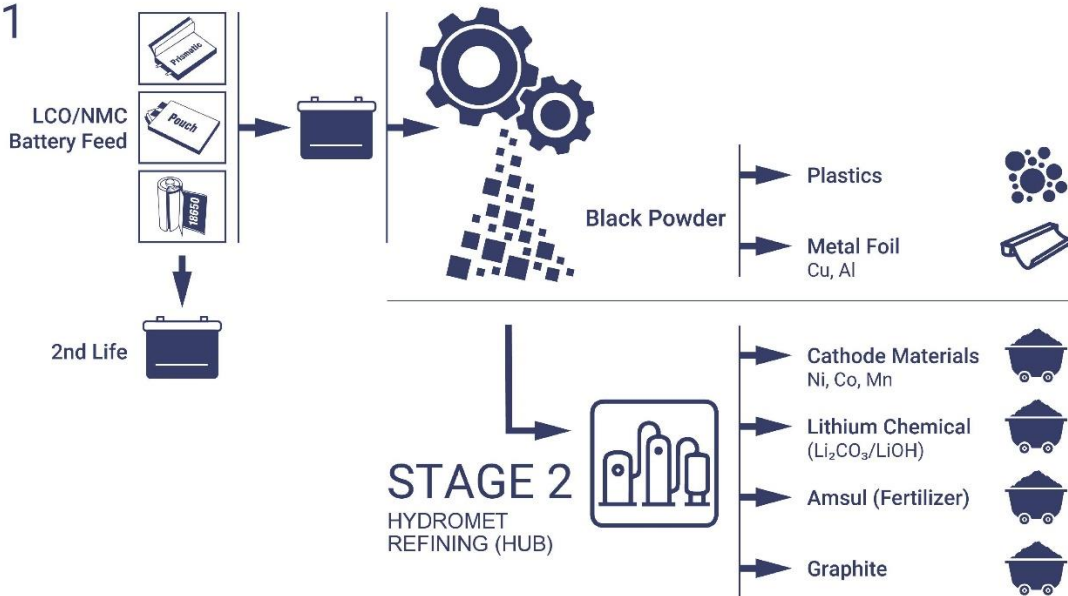 1
Prismatic
LCO/NMC
Battery Feed
Pouch
18650
2nd Life
Black Powder
Plastics
Metal Foil
Cu, Al
STAGE 2
HYDROMET
REFINING (HUB)
Cathode Materials
Ni, Co, Mn
Lithium Chemical
(Li₂CO₃/LiOH)
Amsul (Fertilizer)
Graphite